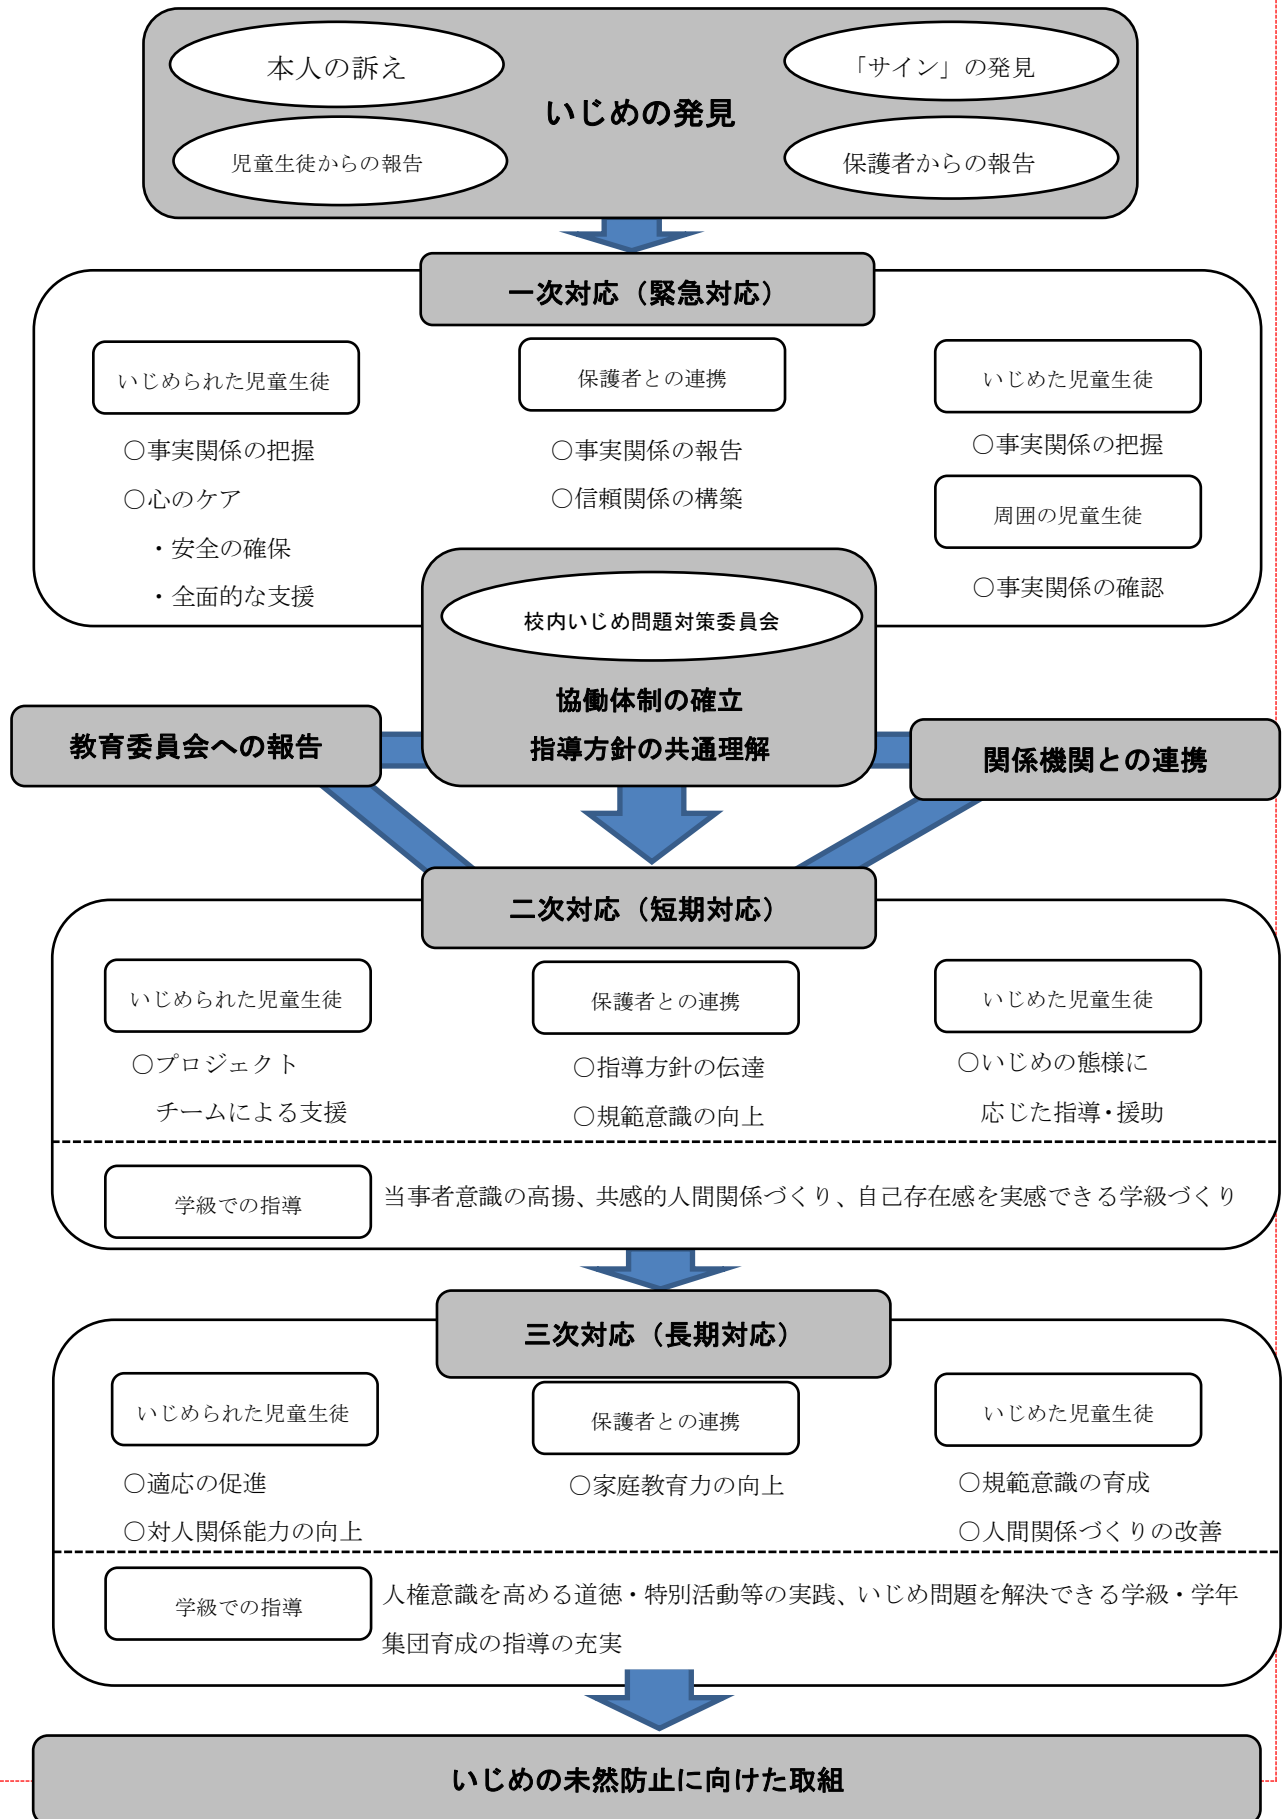 本人の訴え
「サイン」の発見
いじめの発見
児童生徒からの報告
保護者からの報告
一次対応（緊急対応）
いじめられた児童生徒
○事実関係の把握
○心のケア
・安全の確保
・全面的な支援
保護者との連携
○事実関係の報告
○信頼関係の構築
いじめた児童生徒
○事実関係の把握
周囲の児童生徒
○事実関係の確認
校内いじめ問題対策委員会
協働体制の確立
指導方針の共通理解
教育委員会への報告
関係機関との連携
二次対応（短期対応）
いじめられた児童生徒
○プロジェクト
チームによる支援
保護者との連携
○指導方針の伝達
○規範意識の向上
いじめた児童生徒
○いじめの態様に
応じた指導・援助
学級での指導
当事者意識の高揚、共感的人間関係づくり、自己存在感を実感できる学級づくり
三次対応（長期対応）
いじめられた児童生徒
○適応の促進
○対人関係能力の向上
保護者との連携
○家庭教育力の向上
いじめた児童生徒
○規範意識の育成
○人間関係づくりの改善
学級での指導
人権意識を高める道徳・特別活動等の実践、いじめ問題を解決できる学級・学年
集団育成の指導の充実
いじめの未然防止に向けた取組